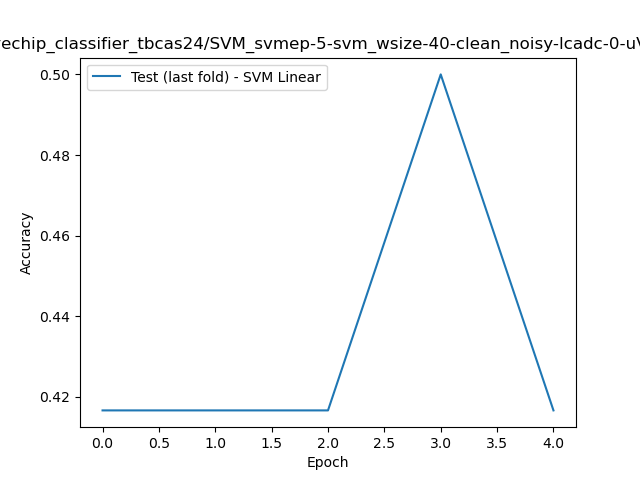 echip_classifier_tbcas24/SVM_svmep-5-svm_wsize-40-clean_noisy-lcadc-0-u
Test (last fold) - SVM Linear
0.50
0.48
0.46
0.44
0.42
Accuracy
0.0 0.5 1.0 1.5 2.0 2.5 3.0 3.5 4.0
Epoch